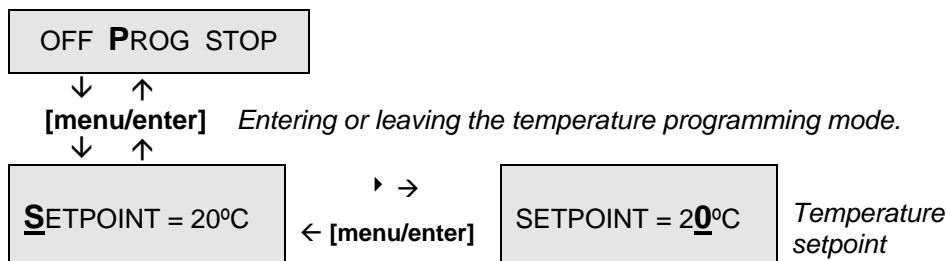 OFF PROG STOP
↓ ↑
[menu/enter] Entering or leaving the temperature programming mode.
↓ ↑
SETPOINT = 20ºC
▸ →
← [menu/enter]
SETPOINT = 20ºC
Temperature
setpoint